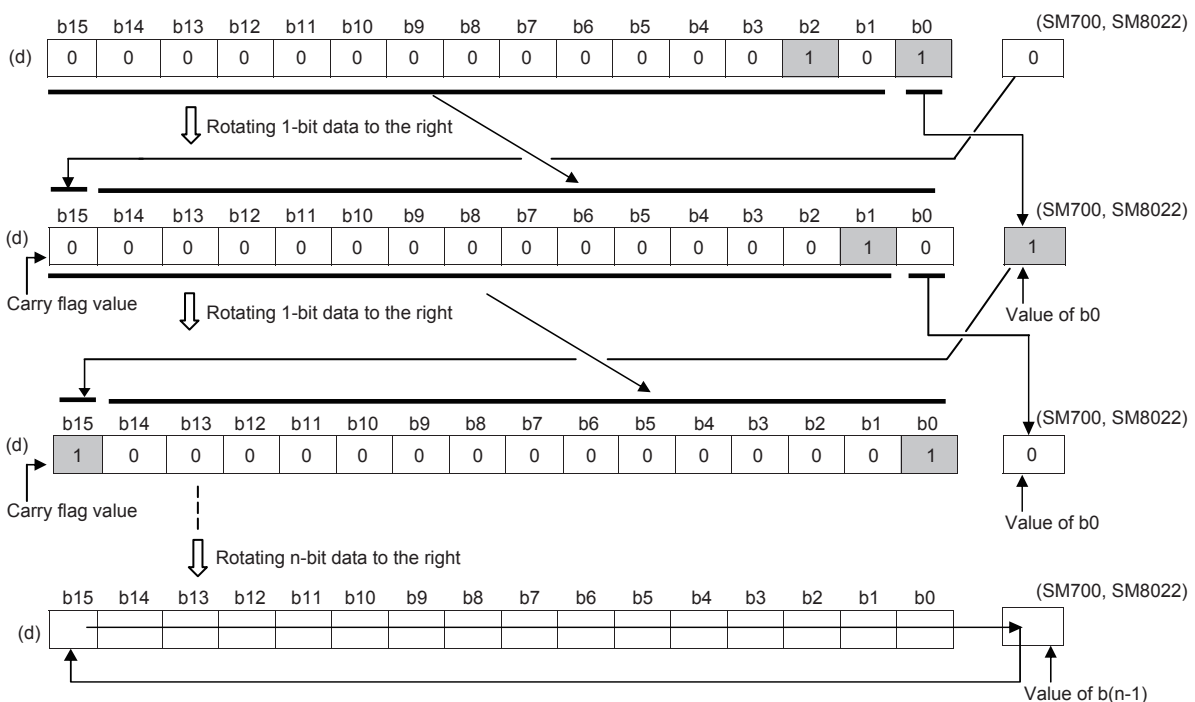 b15 b14 b13 b12 b11 b10 b9 b8 b7 b6 b5 b4 b3 b2 b1 b0 (SM700, SM8022)
(d) 0 0 0 0 0 0 0 0 0 0 0 0 0 1 0 1 0
Rotating 1-bit data to the right
b15 b14 b13 b12 b11 b10 b9 b8 b7 b6 b5 b4 b3 b2 b1 b0 (SM700, SM8022)
(d) 0 0 0 0 0 0 0 0 0 0 0 0 0 0 1 0 1
Carry flag value
Rotating 1-bit data to the right
Value of b0
b15 b14 b13 b12 b11 b10 b9 b8 b7 b6 b5 b4 b3 b2 b1 b0 (SM700, SM8022)
(d) 1 0 0 0 0 0 0 0 0 0 0 0 0 0 0 1 0
Carry flag value
Value of b0
Rotating n-bit data to the right
b15 b14 b13 b12 b11 b10 b9 b8 b7 b6 b5 b4 b3 b2 b1 b0 (SM700, SM8022)
(d)
Value of b(n-1)